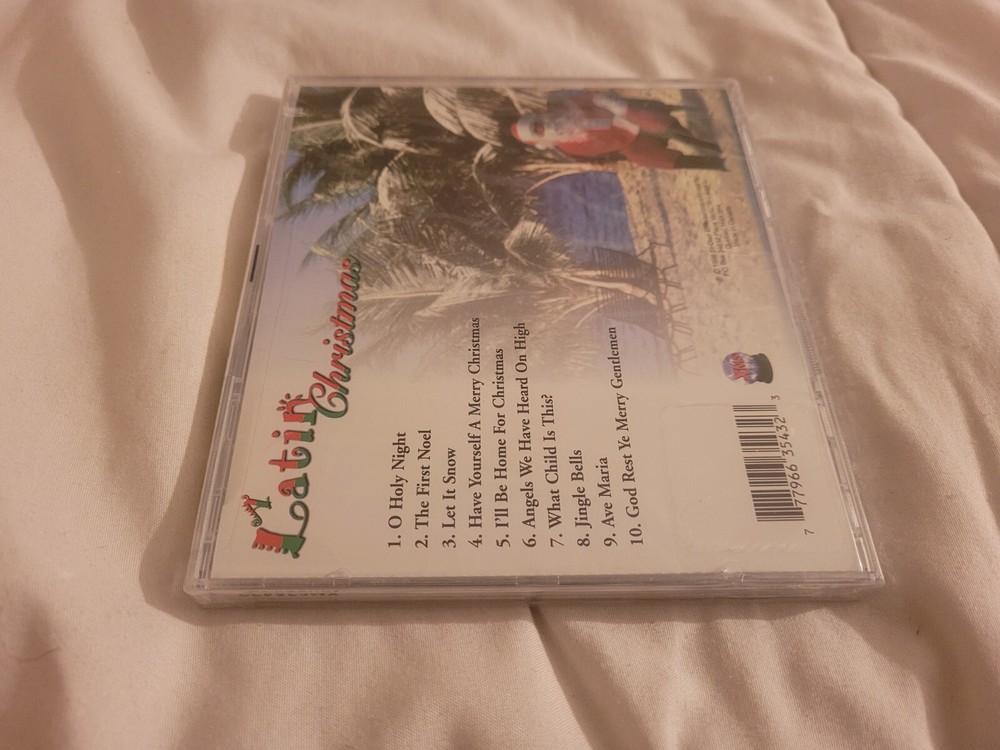 A
Latin
Christmas
1. O Holy Night
2. The First Noel
3. Let It Snow
4. Have Yourself A Merry Christmas
5. I'll Be Home For Christmas
6. Angels We Have Heard On High
7. What Child Is This?
8. Jingle Bells
9. Ave Maria
10. God Rest Ye Merry Gentlemen
7 77966 35432 3